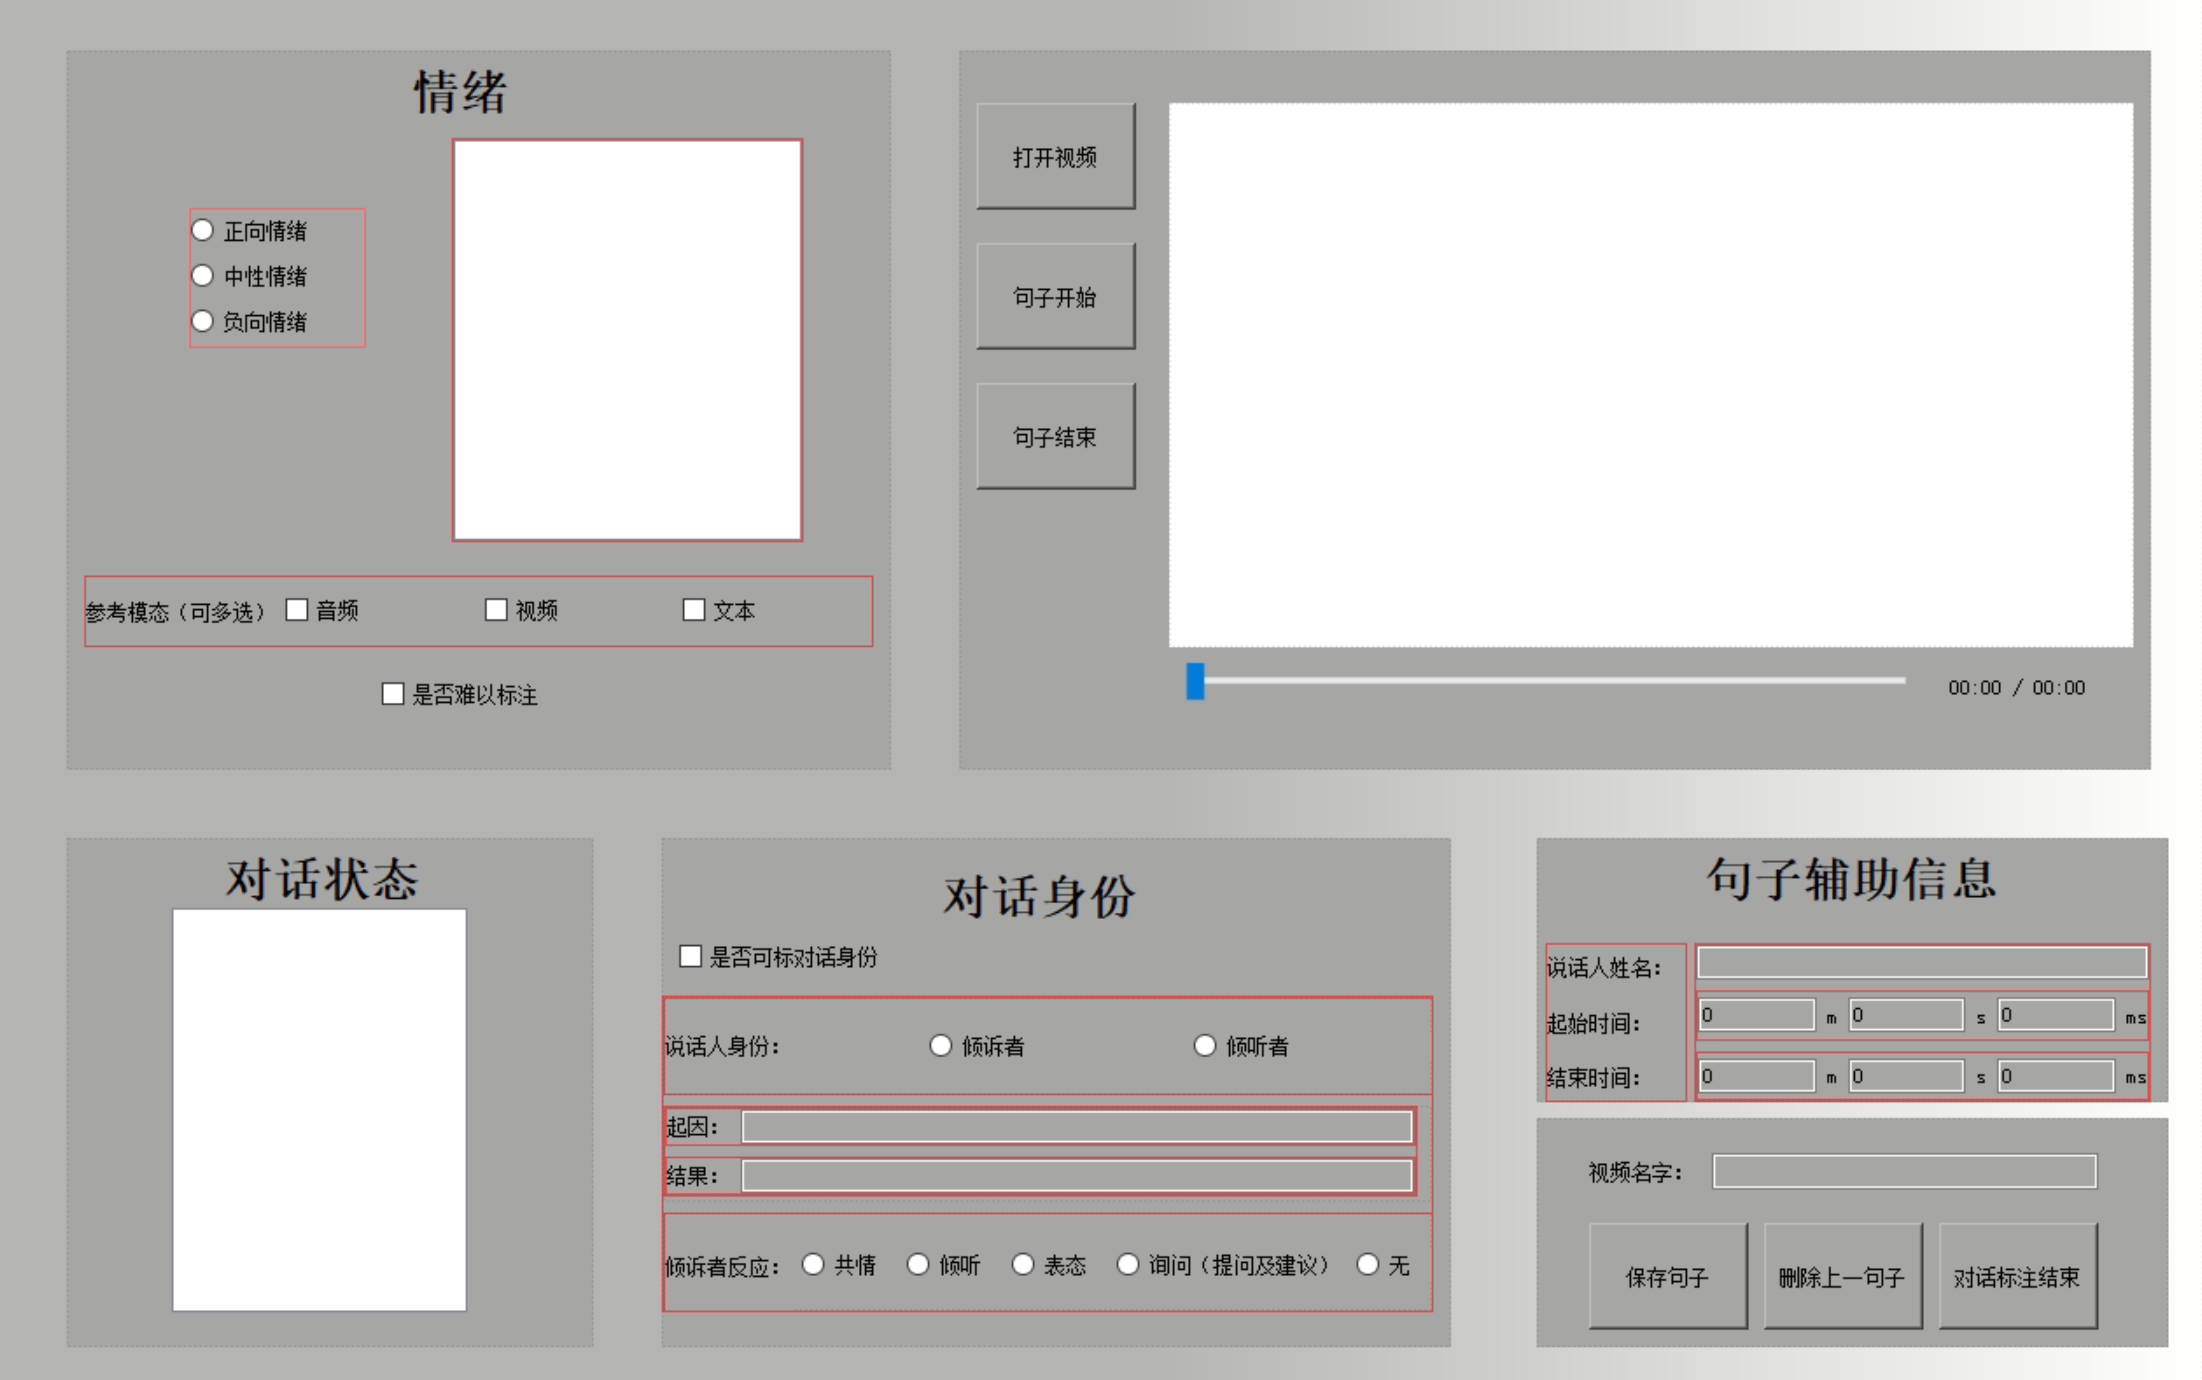 情绪
正向情绪
中性情绪
负向情绪
参考模态（可多选） 音频 视频 文本
是否难以标注
打开视频
句子开始
句子结束
00:00 / 00:00
对话状态
对话身份
是否可标对话身份
说话人身份： 倾诉者 倾听者
起因：
结果：
倾诉者反应： 共情 倾听 表态 询问（提问及建议） 无
句子辅助信息
说话人姓名：
起始时间： 0 m 0 s 0 ms
结束时间： 0 m 0 s 0 ms
视频名字：
保存句子 删除上一句子 对话标注结束